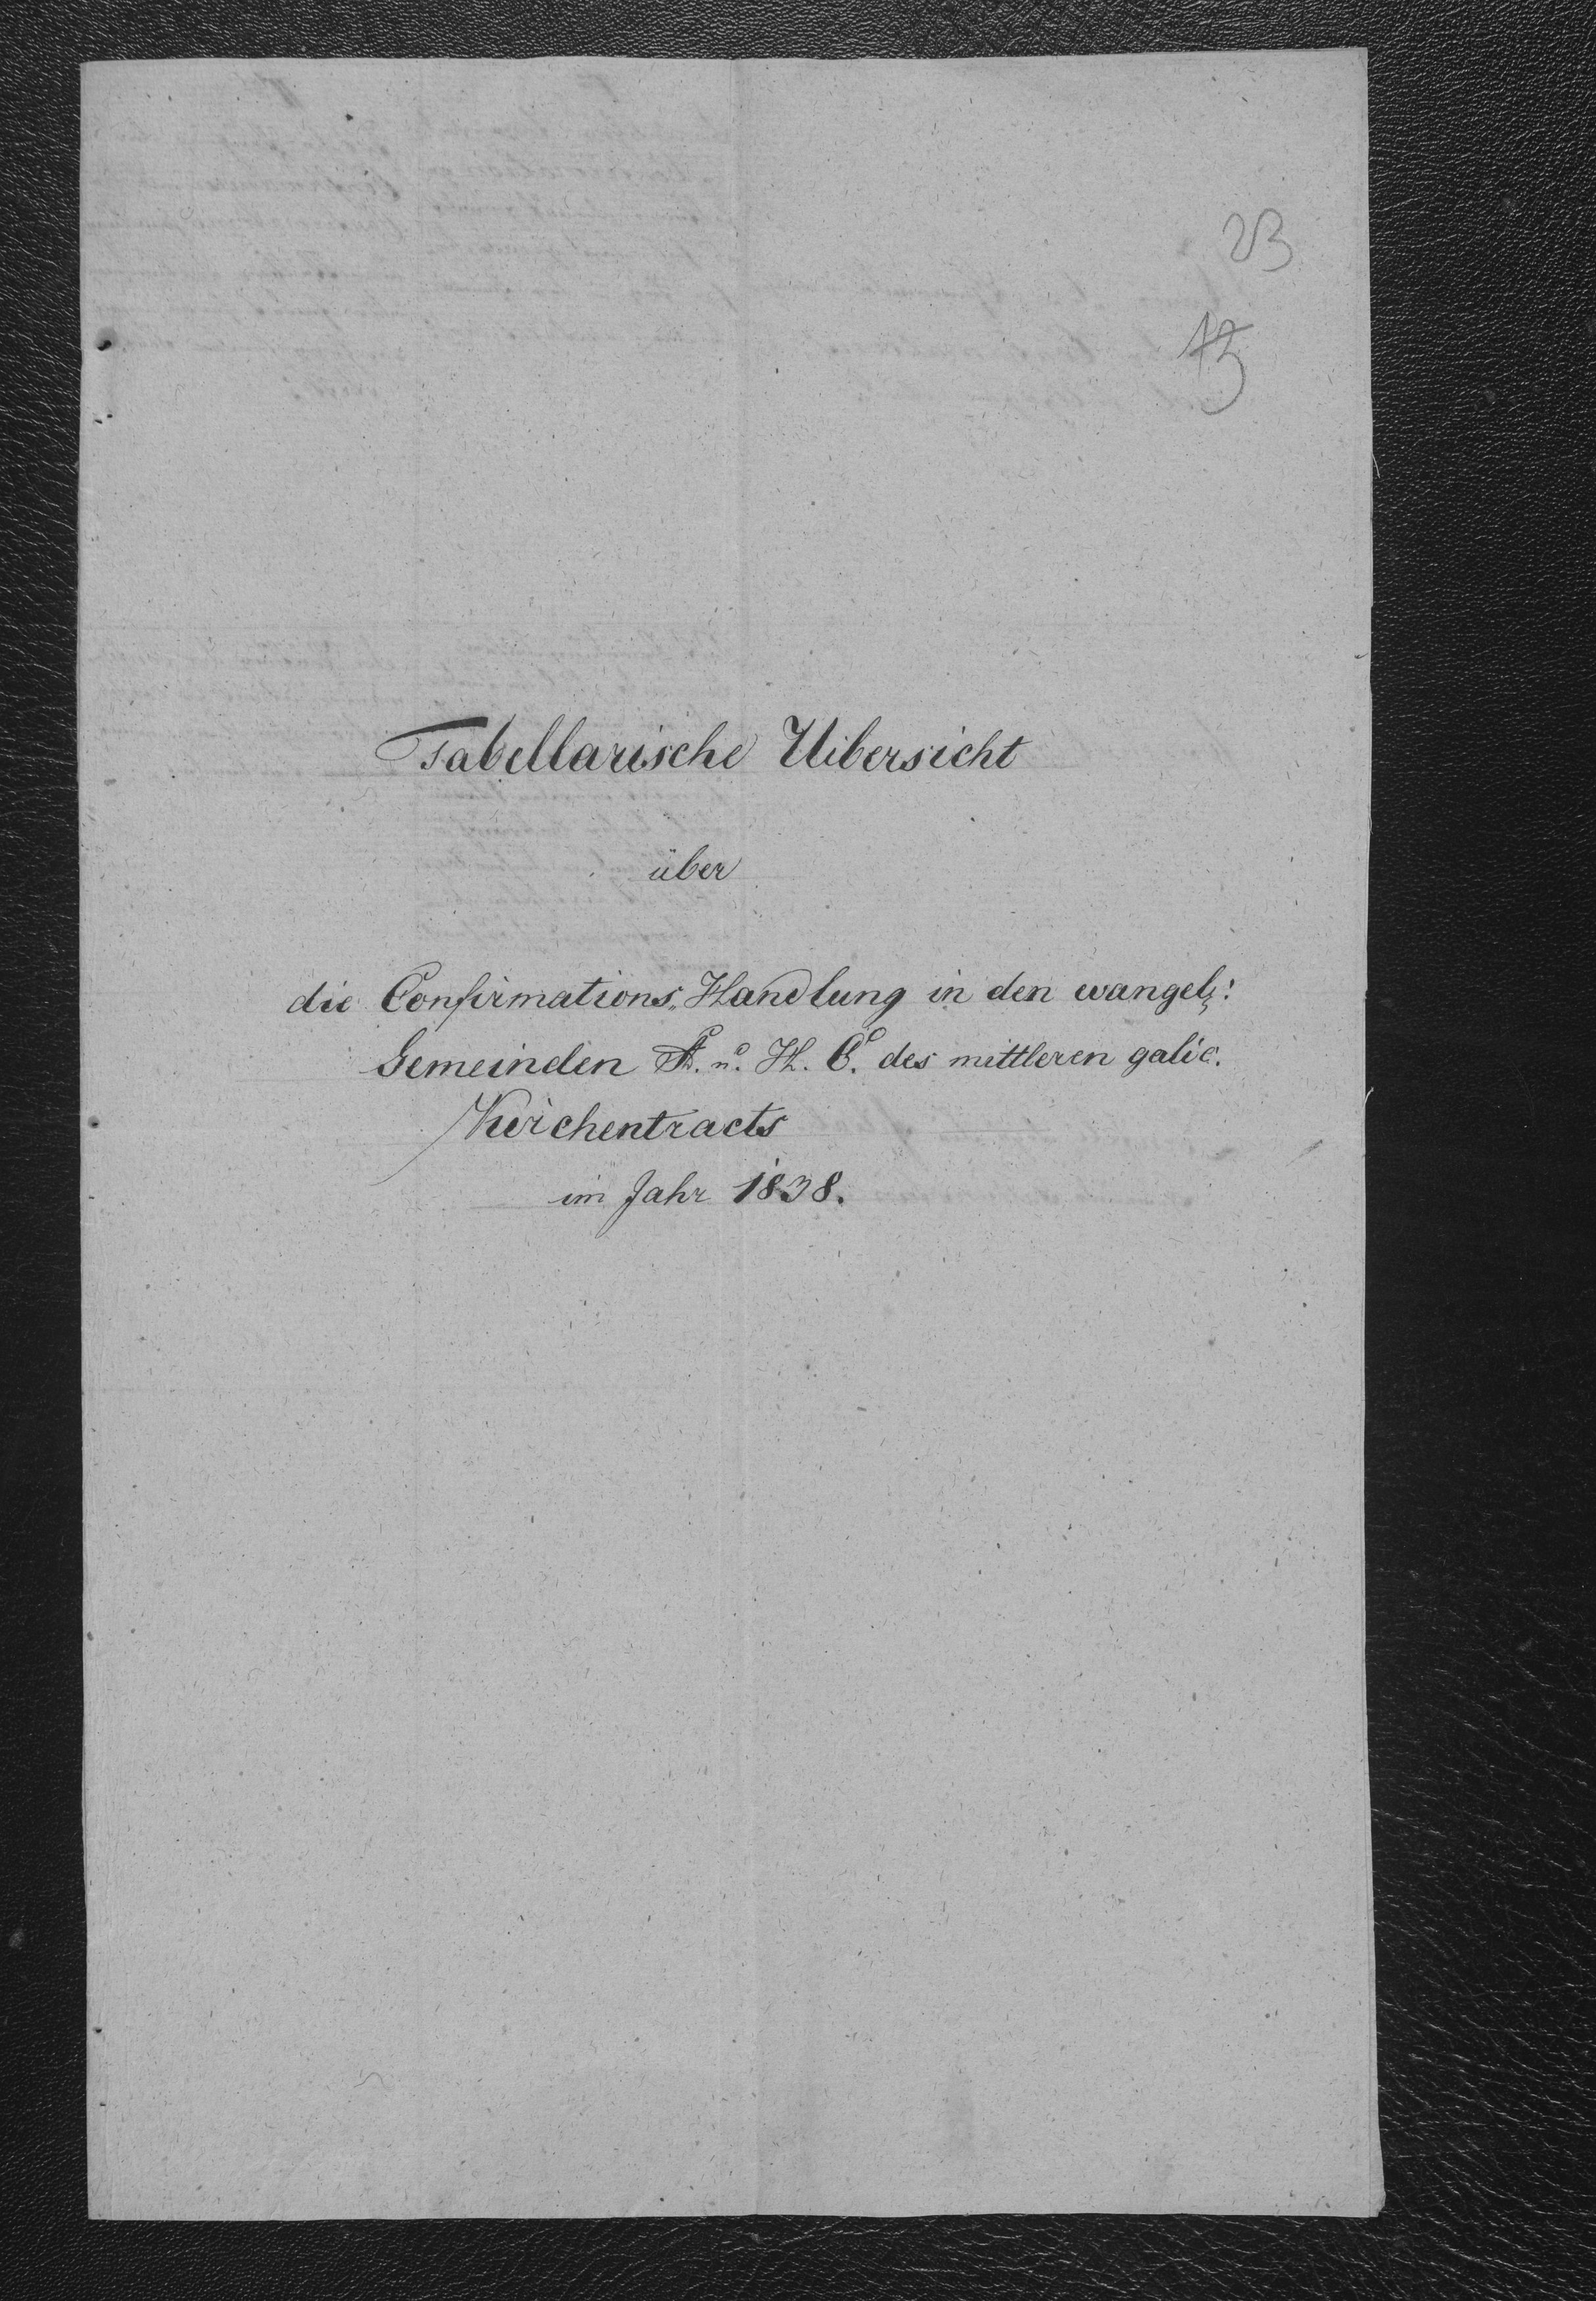 23
13
Tabellarische Uibersicht
über
die Confirmations„Handlung in den evangel:
Gemeinden A. u. H. C. des mittleren galic.
Kirchentracts
im Jahr 1838.